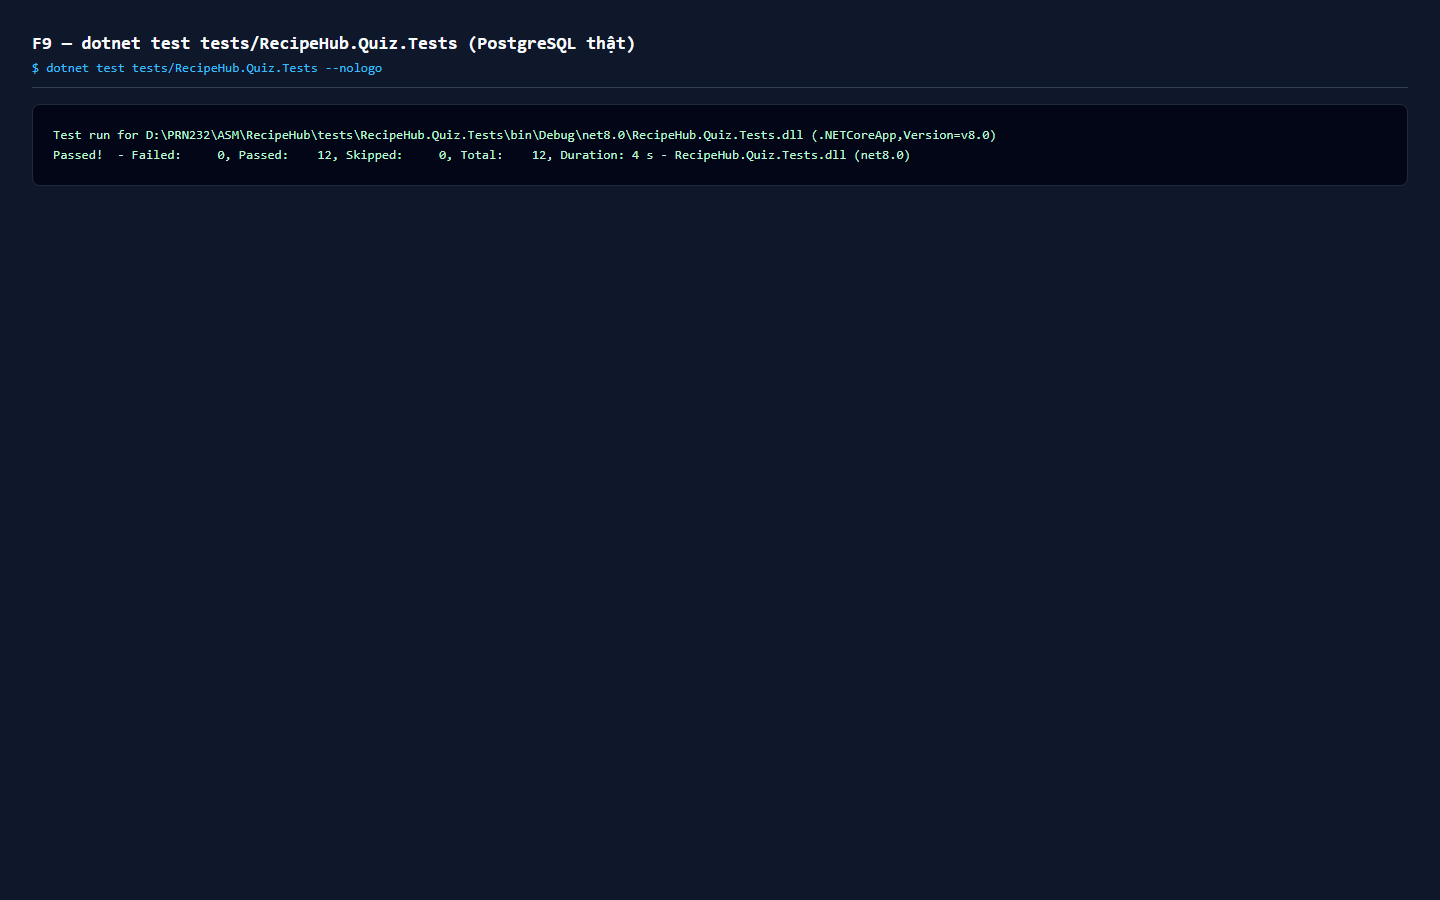 F9 — dotnet test tests/RecipeHub.Quiz.Tests (PostgreSQL thật)
$ dotnet test tests/RecipeHub.Quiz.Tests --nologo
Test run for D:\PRN232\ASM\RecipeHub\tests\RecipeHub.Quiz.Tests\bin\Debug\net8.0\RecipeHub.Quiz.Tests.dll (.NETCoreApp,Version=v8.0)
Passed!  - Failed:     0, Passed:    12, Skipped:     0, Total:    12, Duration: 4 s - RecipeHub.Quiz.Tests.dll (net8.0)